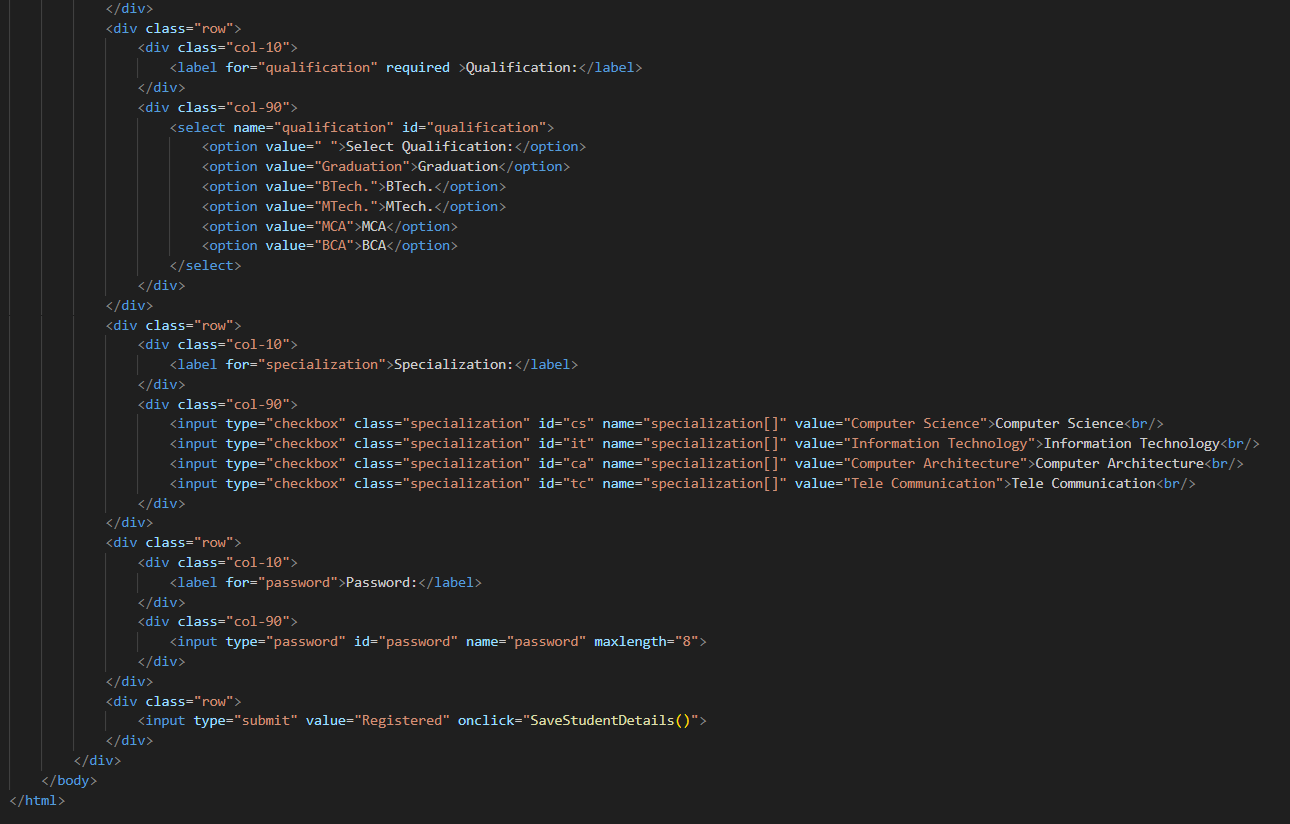 </div>
<div class="row">
<div class="col-10">
<label for="qualification" required >Qualification:</label>
</div>
<div class="col-90">
<select name="qualification" id="qualification">
<option value=" ">Select Qualification:</option>
<option value="Graduation">Graduation</option>
<option value="BTech.">BTech.</option>
<option value="MTech.">MTech.</option>
<option value="MCA">MCA</option>
<option value="BCA">BCA</option>
</select>
</div>
</div>
<div class="row">
<div class="col-10">
<label for="specialization">Specialization:</label>
</div>
<div class="col-90">
<input type="checkbox" class="specialization" id="cs" name="specialization[]" value="Computer Science">Computer Science<br/>
<input type="checkbox" class="specialization" id="it" name="specialization[]" value="Information Technology">Information Technology<br/>
<input type="checkbox" class="specialization" id="ca" name="specialization[]" value="Computer Architecture">Computer Architecture<br/>
<input type="checkbox" class="specialization" id="tc" name="specialization[]" value="Tele Communication">Tele Communication<br/>
</div>
</div>
<div class="row">
<div class="col-10">
<label for="password">Password:</label>
</div>
<div class="col-90">
<input type="password" id="password" name="password" maxlength="8">
</div>
</div>
<div class="row">
<input type="submit" value="Registered" onclick="SaveStudentDetails()">
</div>
</div>
</body>
</html>